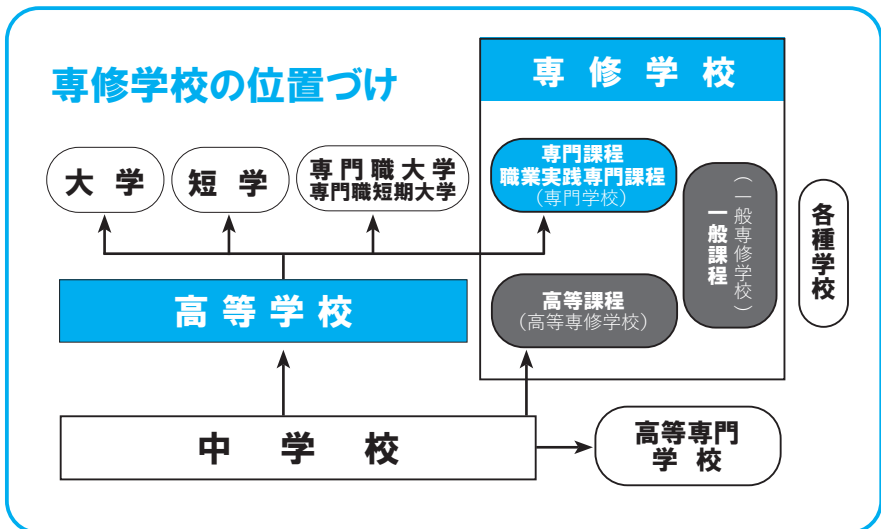 専修学校の位置づけ
専修学校
大学
短学
専門職大学
専門職短期大学
専門課程
職業実践専門課程
(専門学校)
一般課程
(一般専修学校)
各種学校
高等学校
高等課程
(高等専修学校)
中学校
高等専門
学校